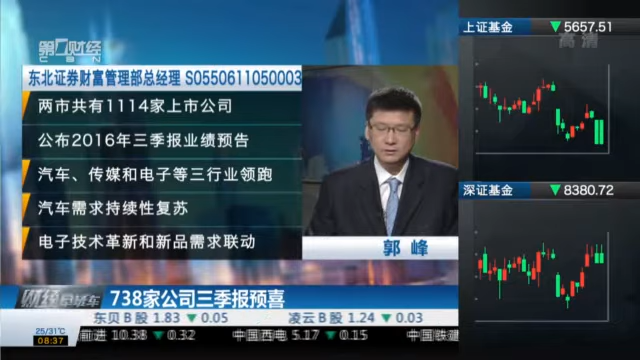 第一财经
CBN
东北证券财富管理部总经理 S0550611050003
两市共有1114家上市公司
公布2016年三季报业绩预告
汽车、传媒和电子等三行业领跑
汽车需求持续性复苏
电子技术革新和新品需求联动
郭 峰
上证基金 ▼5657.51
高清
深证基金 ▼8380.72
财经早班车
738家公司三季报预喜
东贝B股 1.83 ▼0.05 凌云B股 1.24 ▼0.03
25/31℃
08:37
前进 10.38 ▼0.32 中国西电 5.17 ▼0.15 中国铁建